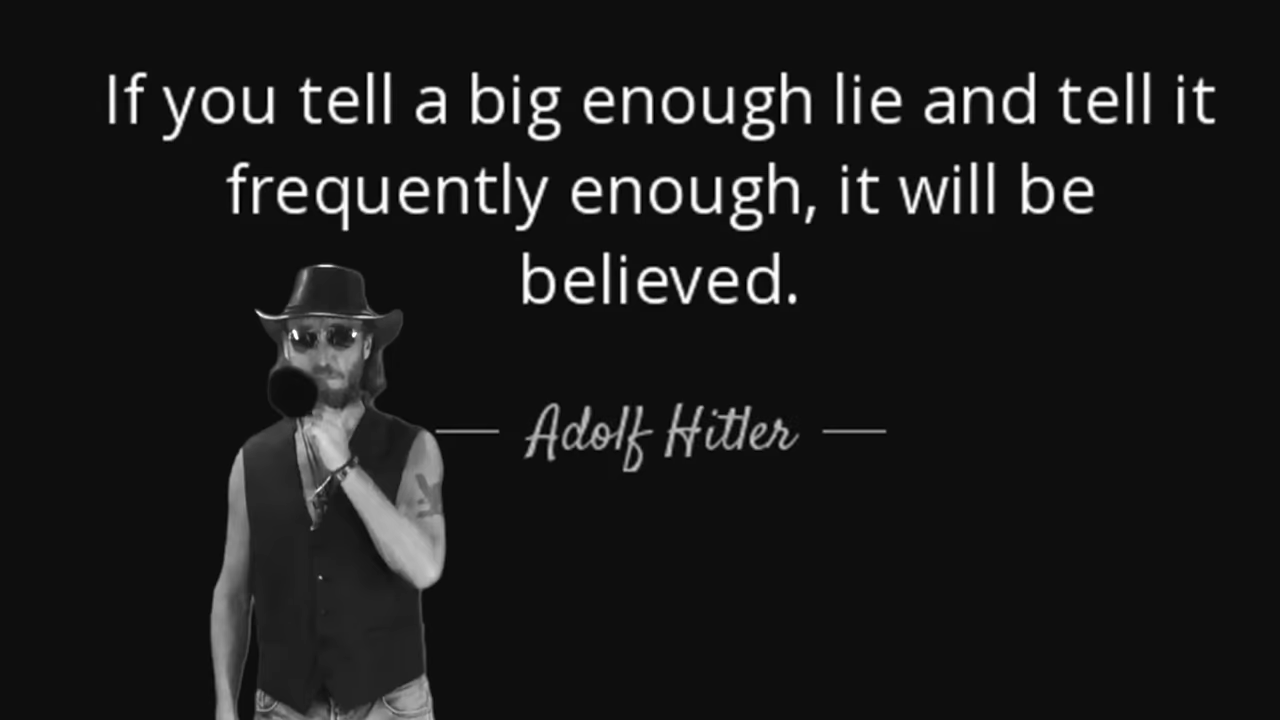 If you tell a big enough lie and tell it
frequently enough, it will be
believed.
Adolf Hitler